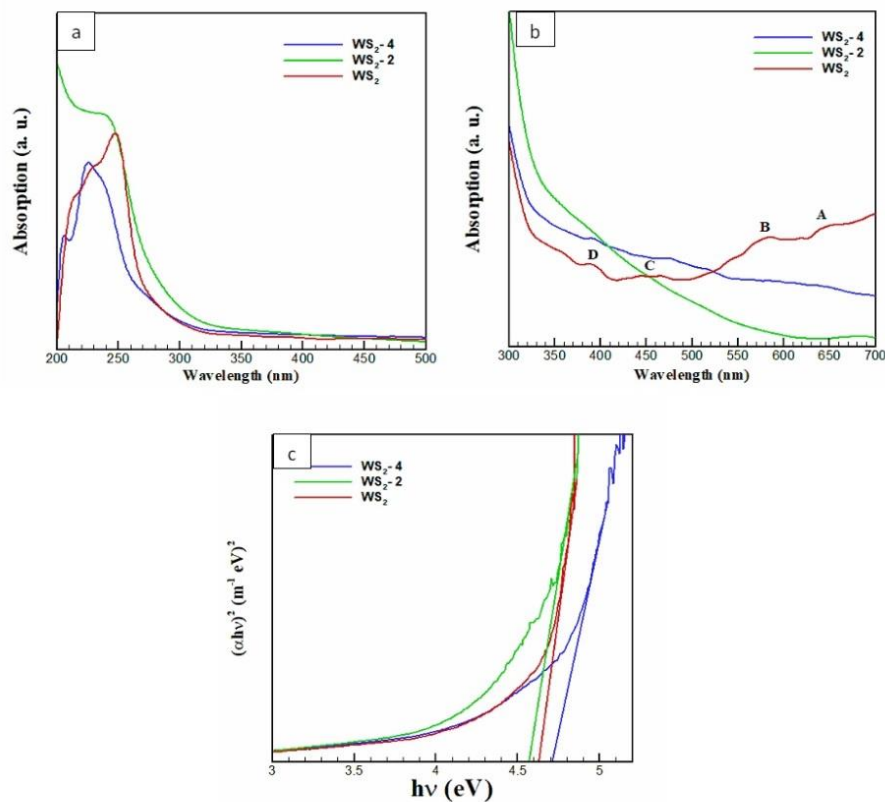 a
WS₂- 4
WS₂- 2
WS₂
Absorption (a. u.)
200 250 300 350 400 450 500
Wavelength (nm)
b
WS₂- 4
WS₂- 2
WS₂
Absorption (a. u.)
D C B A
300 350 400 450 500 550 600 650 700
Wavelength (nm)
c
WS₂- 4
WS₂- 2
WS₂
(αhν)² (m⁻¹ eV)²
3 3.5 4 4.5 5
hν (eV)